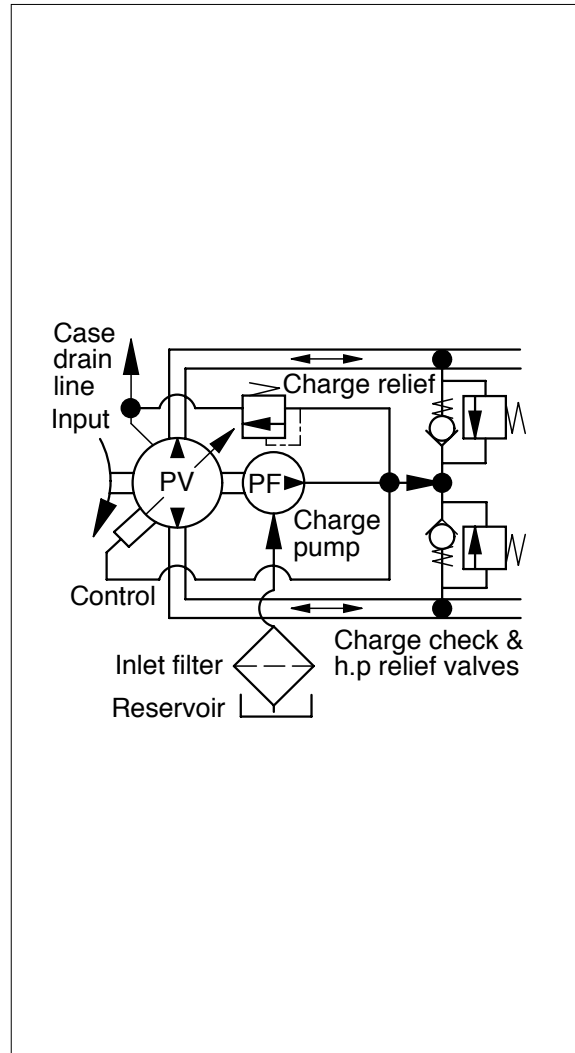 Case
drain
line
Input
Charge relief
PV
PF
Charge
pump
Control
Inlet filter
Reservoir
Charge check &
h.p relief valves